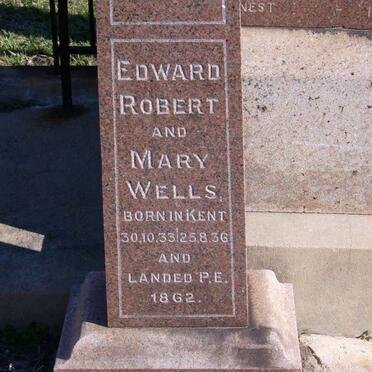 NEST
EDWARD
ROBERT
AND
MARY
WELLS,
BORN IN KENT
30.10.33|25.8.36
AND
LANDED P.E.
1862.